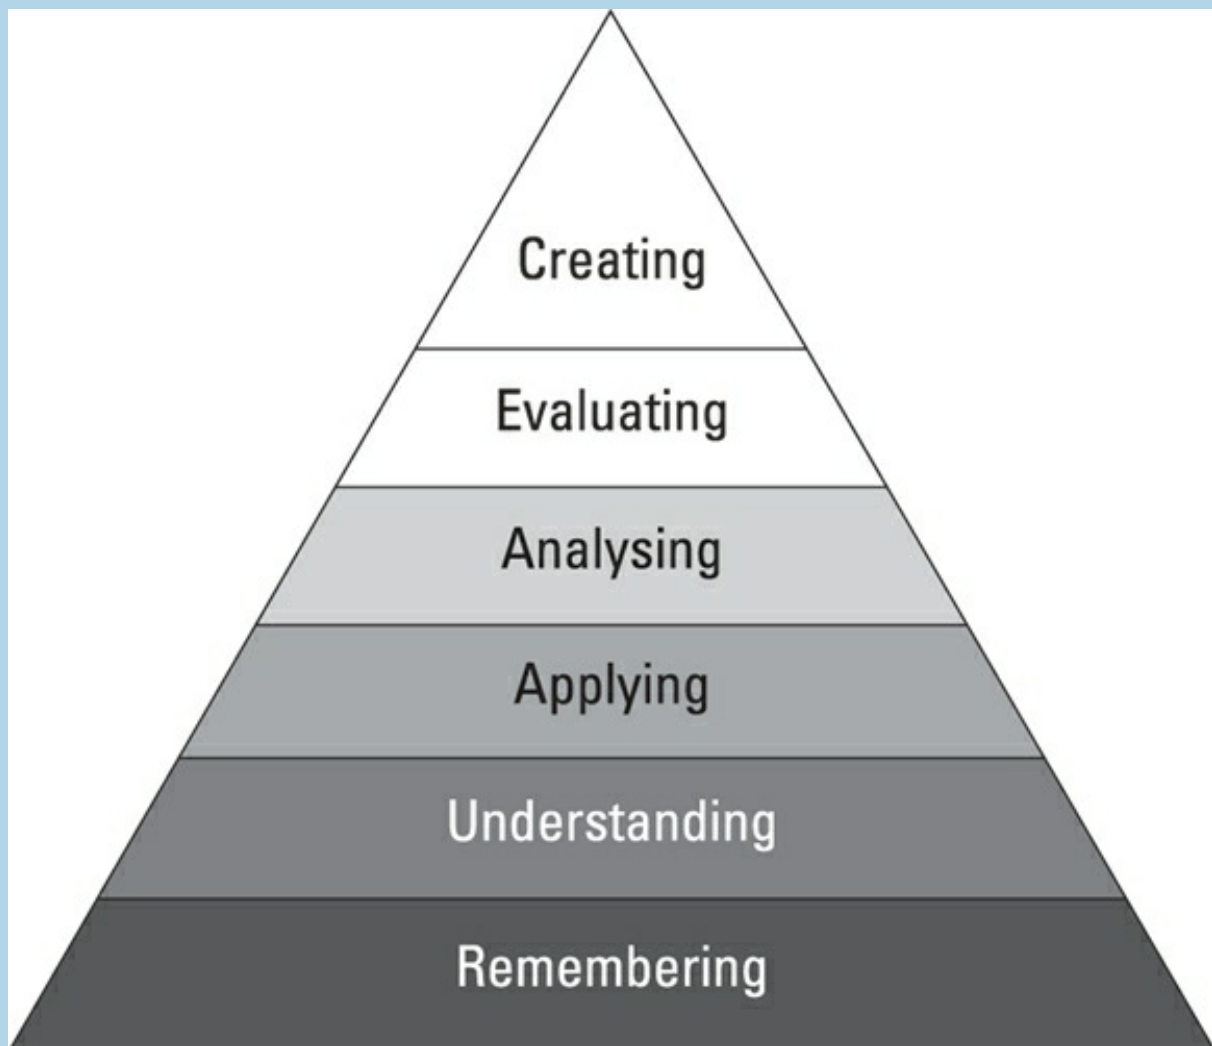 Creating
Evaluating
Analysing
Applying
Understanding
Remembering